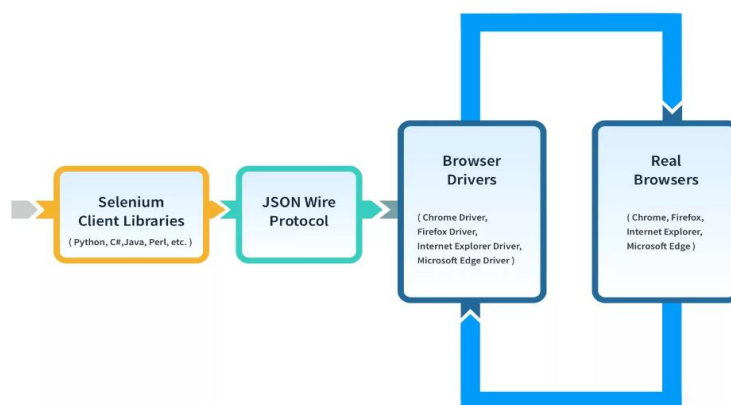 Selenium
Client Libraries
( Python, C#,Java, Perl, etc. )
JSON Wire
Protocol
Browser
Drivers
( Chrome Driver,
Firefox Driver,
Internet Explorer Driver,
Microsoft Edge Driver )
Real
Browsers
( Chrome, Firefox,
Internet Explorer,
Microsoft Edge )